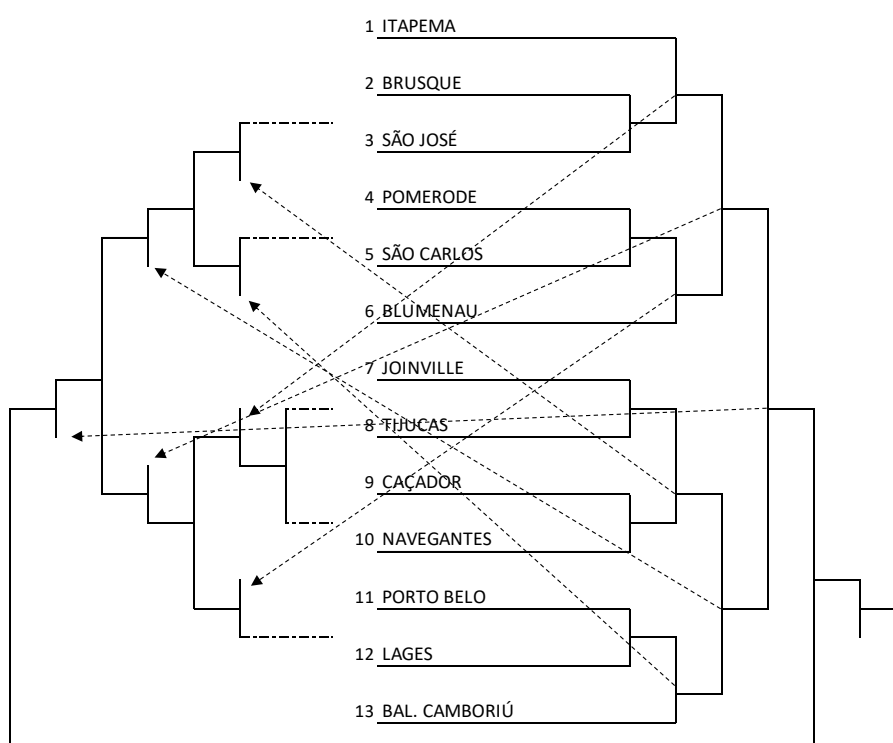 1 ITAPEMA
2 BRUSQUE
3 SÃO JOSÉ
4 POMERODE
5 SÃO CARLOS
6 BLUMENAU
7 JOINVILLE
8 TIJUCAS
9 CAÇADOR
10 NAVEGANTES
11 PORTO BELO
12 LAGES
13 BAL. CAMBORIÚ